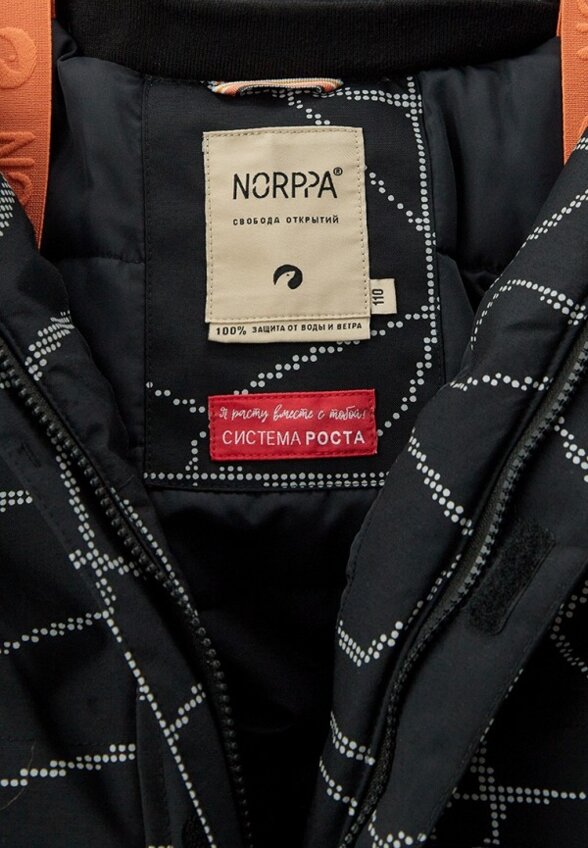 NORPPA®
СВОБОДА ОТКРЫТИЙ
110
100% ЗАЩИТА ОТ ВОДЫ И ВЕТРА
Я расту вместе с тобой!
СИСТЕМА РОСТА